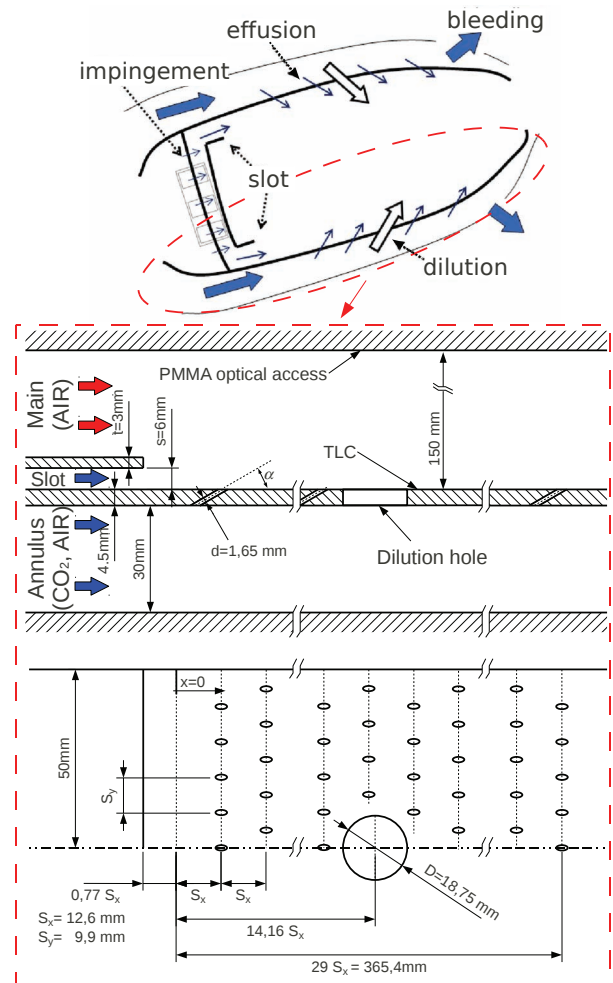 bleeding
effusion
impingement
slot
dilution
PMMA optical access
Main
(AIR)
t=3mm
s=6mm
150 mm
TLC
Slot
α
Annulus
(CO₂, AIR)
4.5mm
30mm
d=1,65 mm
Dilution hole
x=0
50mm
Sy
0,77 Sx
Sx
Sx
D=18,75 mm
Sx= 12,6 mm
Sy= 9,9 mm
14,16 Sx
29 Sx = 365,4mm